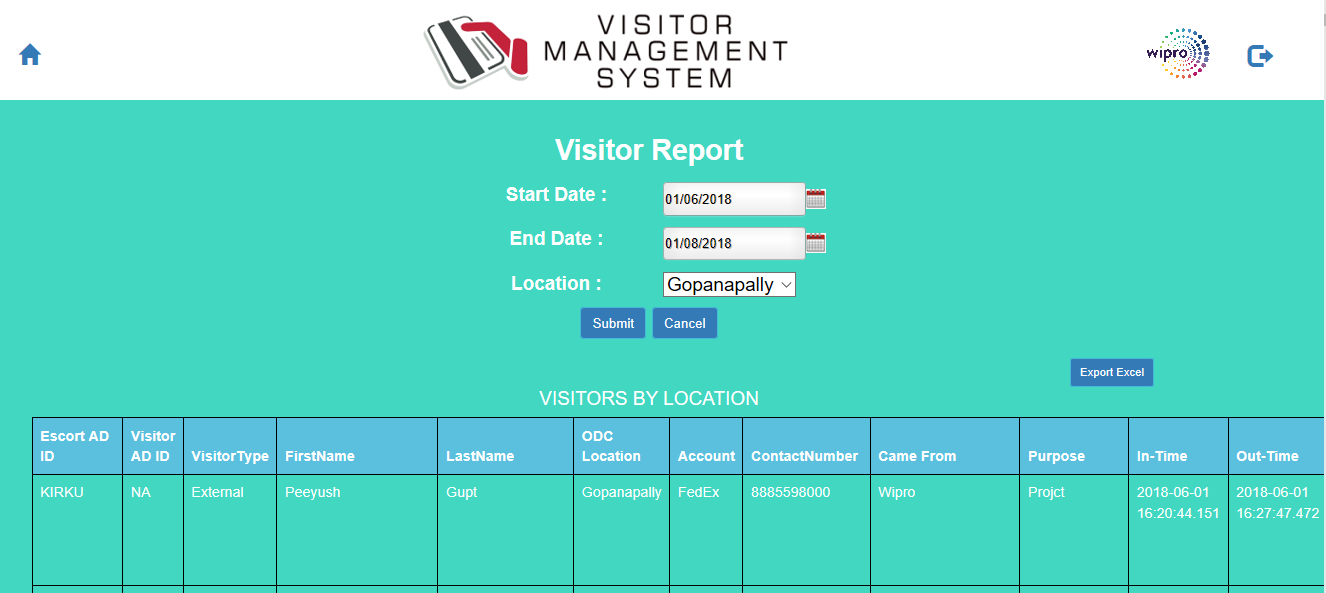 VISITOR
MANAGEMENT
SYSTEM
wipro
Visitor Report
Start Date : 01/06/2018
End Date : 01/08/2018
Location : Gopanapally
Submit Cancel
Export Excel
VISITORS BY LOCATION
Escort AD ID Visitor AD ID VisitorType FirstName LastName ODC Location Account ContactNumber Came From Purpose In-Time Out-Time
KIRKU NA External Peeyush Gupt Gopanapally FedEx 8885598000 Wipro Projct 2018-06-01 16:20:44.151 2018-06-01 16:27:47.472